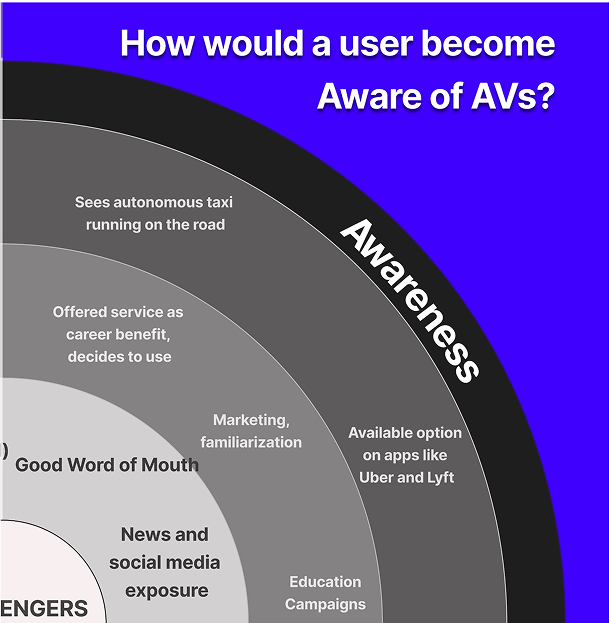 How would a user become
Aware of AVs?
Awareness
Sees autonomous taxi
running on the road
Offered service as
career benefit,
decides to use
Marketing,
familiarization
Available option
on apps like
Uber and Lyft
)
Good Word of Mouth
News and
social media
exposure
Education
Campaigns
ENGERS